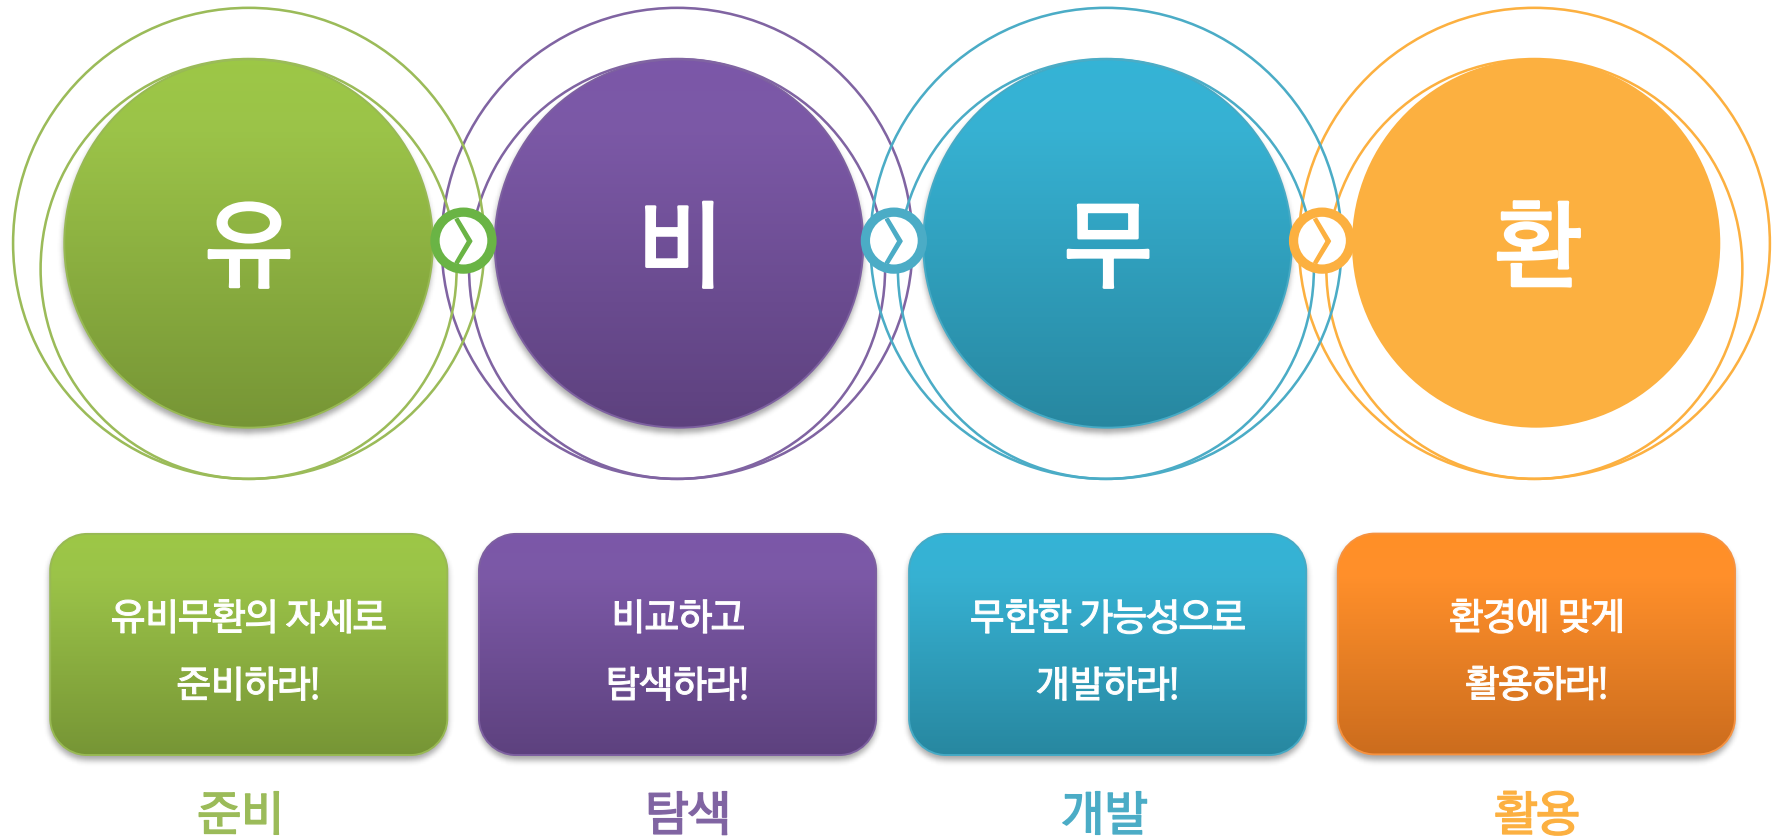 유 비 무 환
유비무환의 자세로
준비하라!
비교하고
탐색하라!
무한한 가능성으로
개발하라!
환경에 맞게
활용하라!
준비 탐색 개발 활용